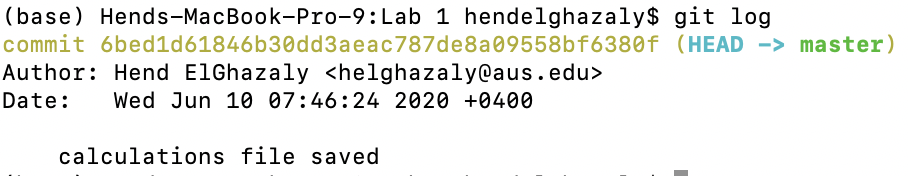 (base) Hends-MacBook-Pro-9:Lab 1 hendelghazaly$ git log
commit 6bed1d61846b30dd3aeac787de8a09558bf6380f (HEAD -> master)
Author: Hend ElGhazaly <helghazaly@aus.edu>
Date:   Wed Jun 10 07:46:24 2020 +0400
    calculations file saved